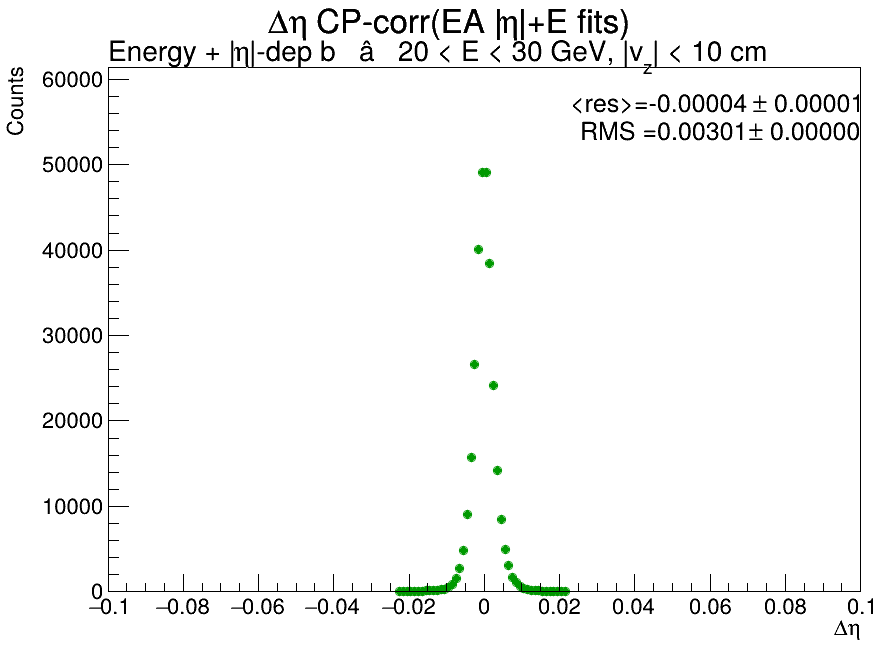 Δη CP-corr(EA |η|+E fits)
Energy + |η|-dep b â 20 < E < 30 GeV, |v_z| < 10 cm
<res>=-0.00004 ± 0.00001
RMS =0.00301± 0.00000
Counts
60000
50000
40000
30000
20000
10000
0
−0.1 −0.08 −0.06 −0.04 −0.02 0 0.02 0.04 0.06 0.08 0.1
Δη